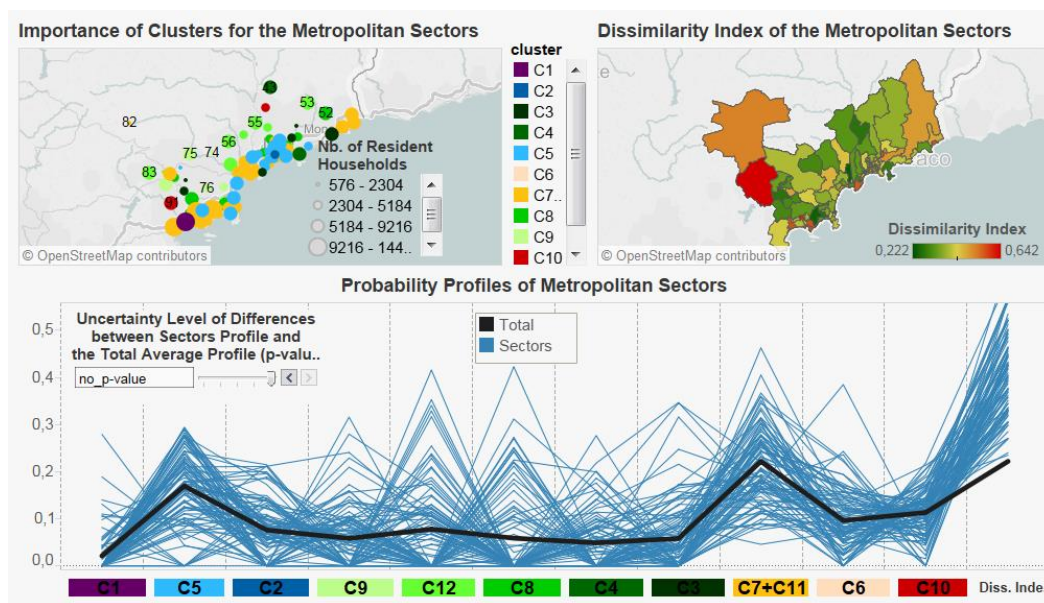 Importance of Clusters for the Metropolitan Sectors
cluster
C1
C2
C3
C4
C5
C6
C7..
C8
C9
C10
43
53
52
82
55
56
75
74
83
76
91
Mo
Nb. of Resident
Households
576 - 2304
2304 - 5184
5184 - 9216
9216 - 144..
© OpenStreetMap contributors
Dissimilarity Index of the Metropolitan Sectors
e
aco
Dissimilarity Index
0,222
0,642
© OpenStreetMap contributors
Probability Profiles of Metropolitan Sectors
Uncertainty Level of Differences
between Sectors Profile and
the Total Average Profile (p-valu..
no_p-value
Total
Sectors
0,5
0,4
0,3
0,2
0,1
0,0
C1 C5 C2 C9 C12 C8 C4 C3 C7+C11 C6 C10 Diss. Inde